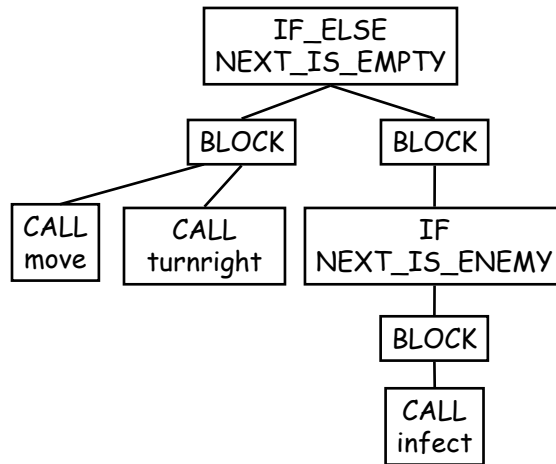 IF_ELSE
NEXT_IS_EMPTY
BLOCK
BLOCK
CALL
move
CALL
turnright
IF
NEXT_IS_ENEMY
BLOCK
CALL
infect